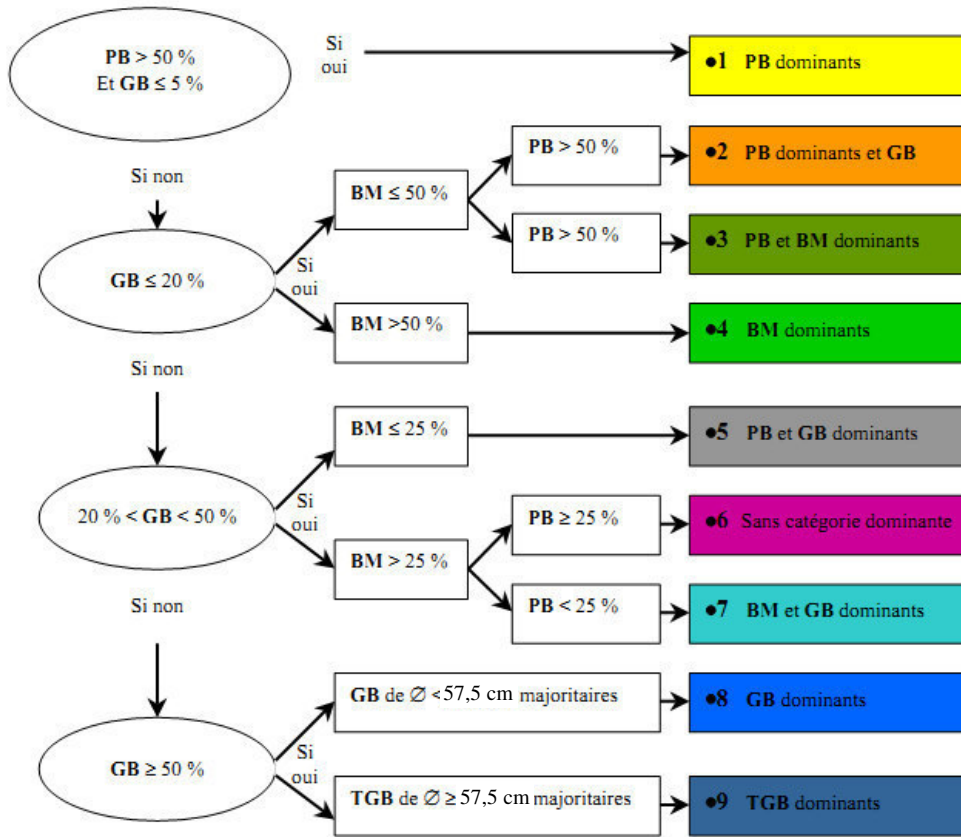 PB > 50 %
Et GB ≤ 5 %
Si
oui
●1 PB dominants
Si non
BM ≤ 50 %
PB > 50 %
●2 PB dominants et GB
PB > 50 %
●3 PB et BM dominants
GB ≤ 20 %
Si
oui
BM >50 %
●4 BM dominants
Si non
BM ≤ 25 %
●5 PB et GB dominants
20 % < GB < 50 %
Si
oui
BM > 25 %
PB ≥ 25 %
●6 Sans catégorie dominante
PB < 25 %
●7 BM et GB dominants
Si non
GB de ∅ < 57,5 cm majoritaires
●8 GB dominants
GB ≥ 50 %
Si
oui
TGB de ∅ ≥ 57,5 cm majoritaires
●9 TGB dominants